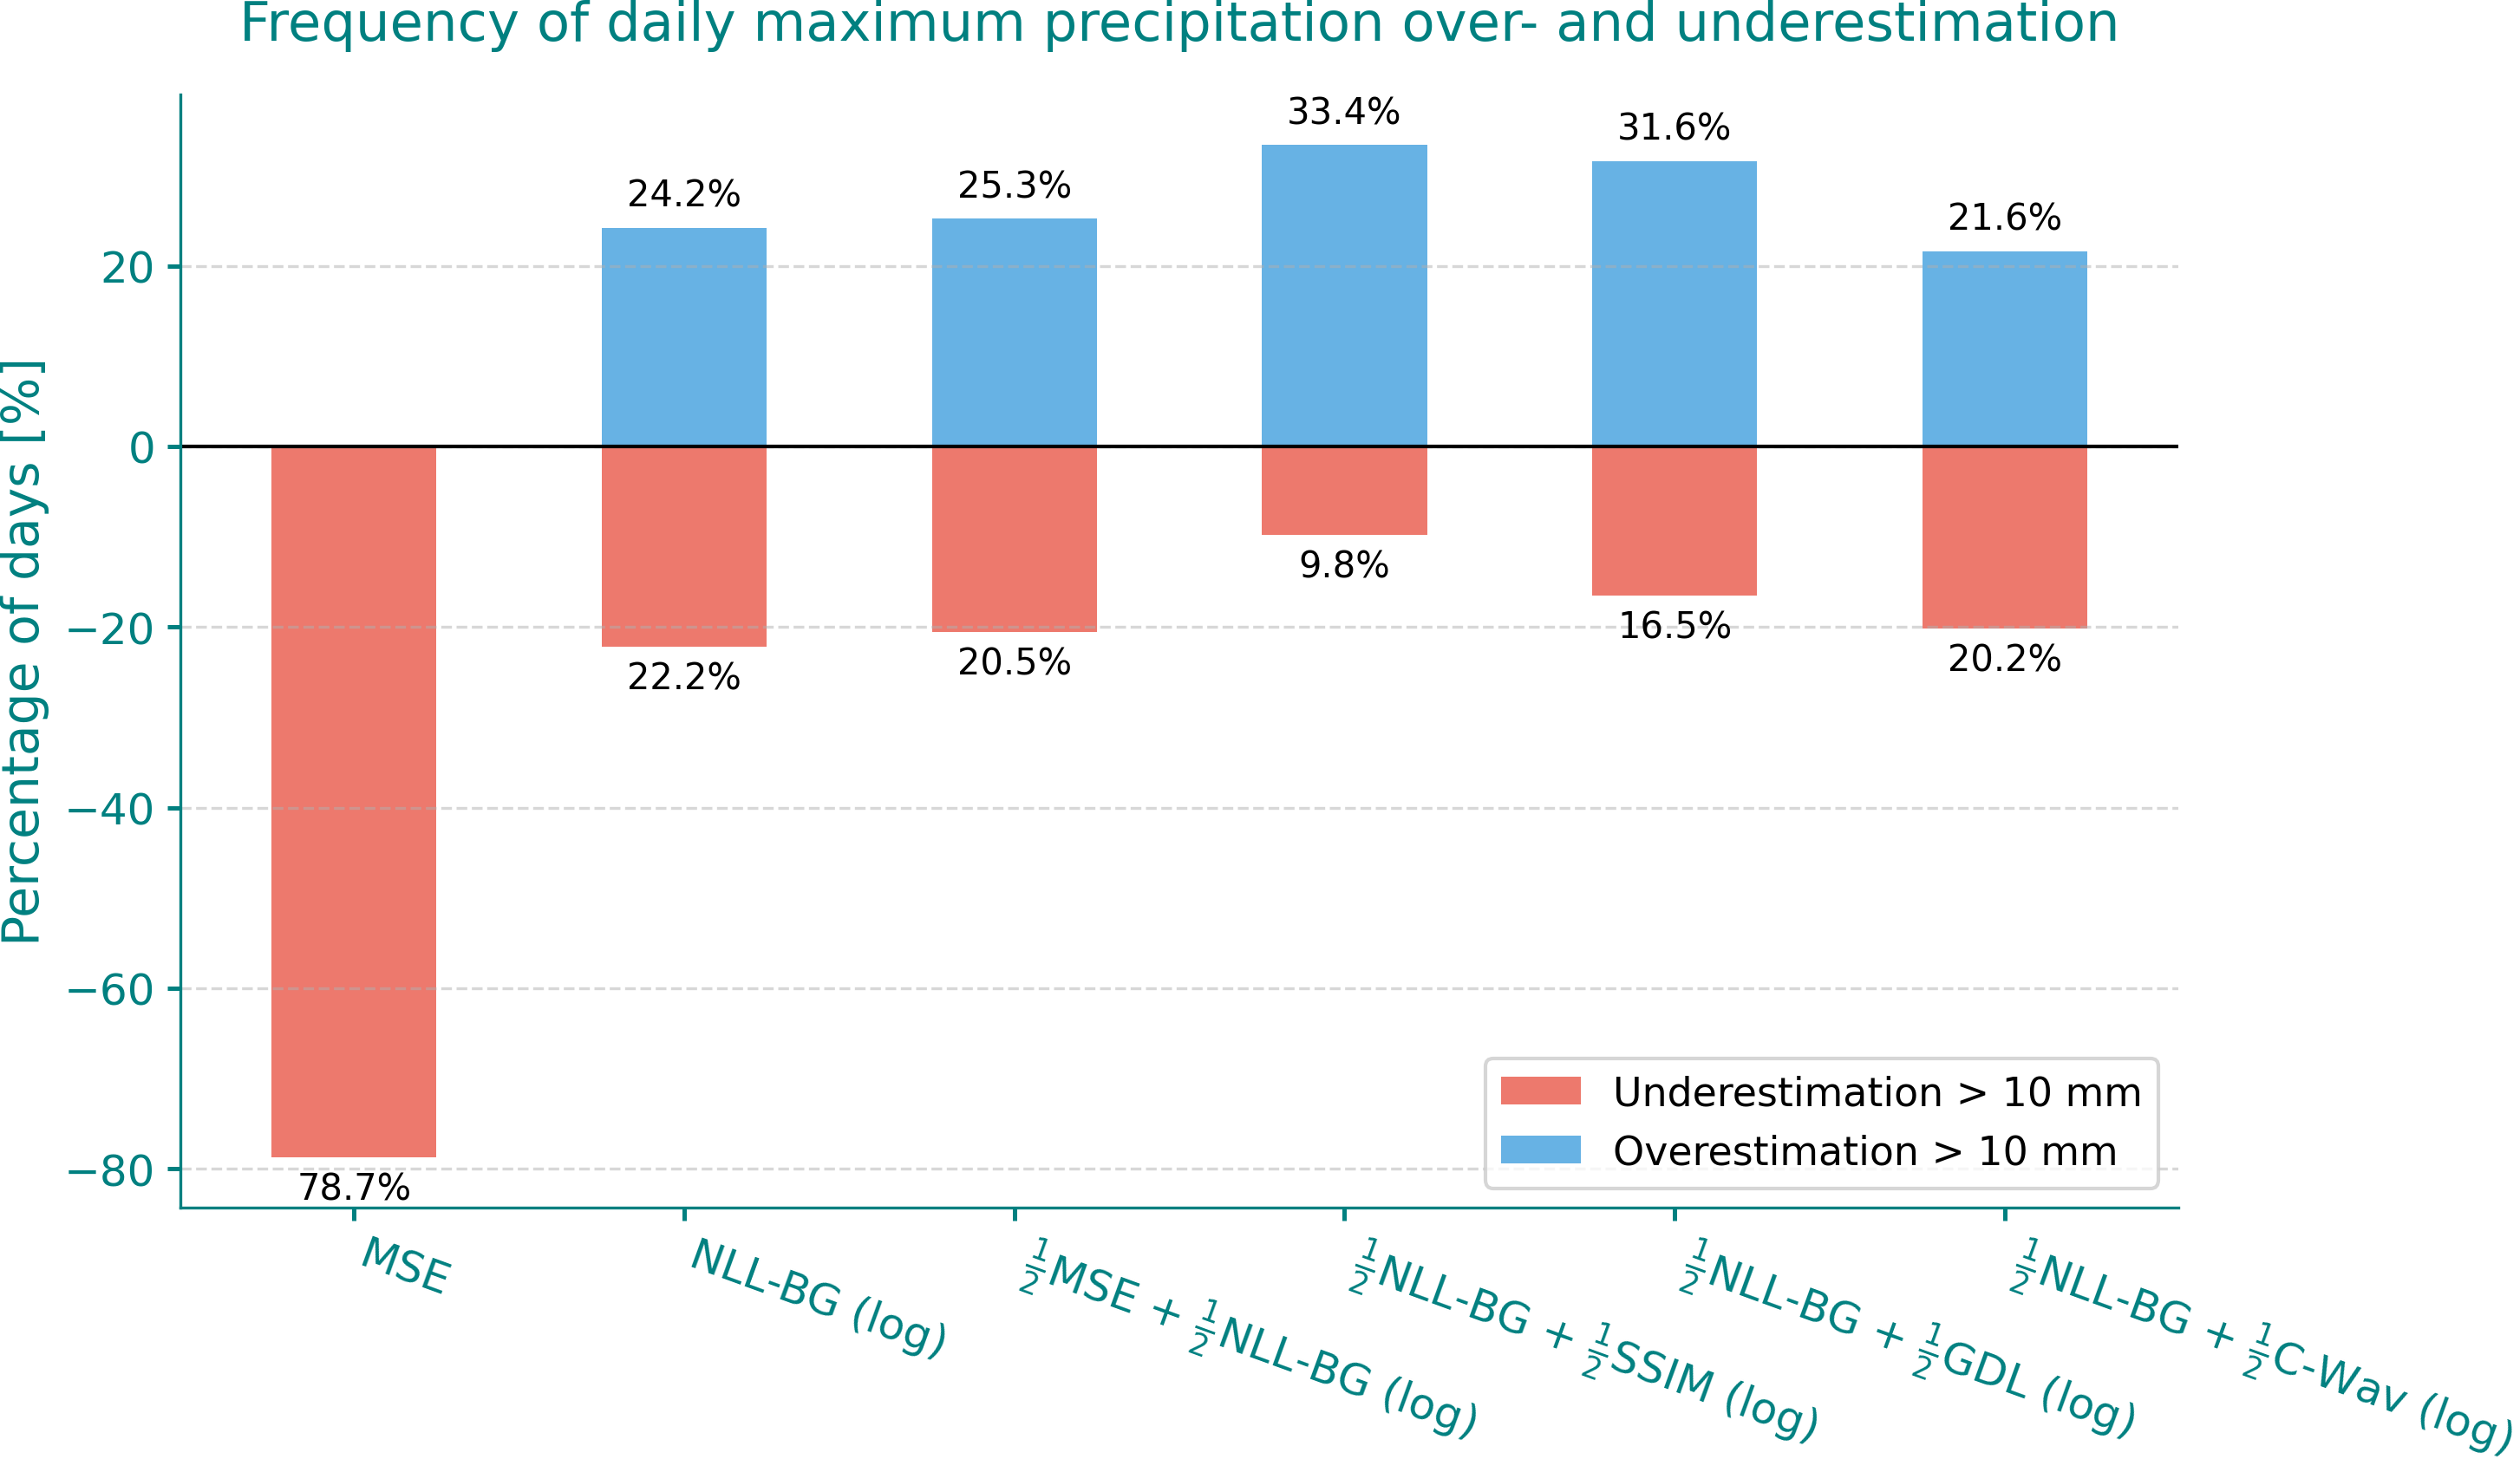 Frequency of daily maximum precipitation over- and underestimation
Percentage of days [%]
20
0
−20
−40
−60
−80
24.2%
25.3%
33.4%
31.6%
21.6%
78.7%
22.2%
20.5%
9.8%
16.5%
20.2%
Underestimation > 10 mm
Overestimation > 10 mm
MSE
NLL-BG (log)
½MSE + ½NLL-BG (log)
½NLL-BG + ½SSIM (log)
½NLL-BG + ½GDL (log)
½NLL-BG + ½C-Wav (log)